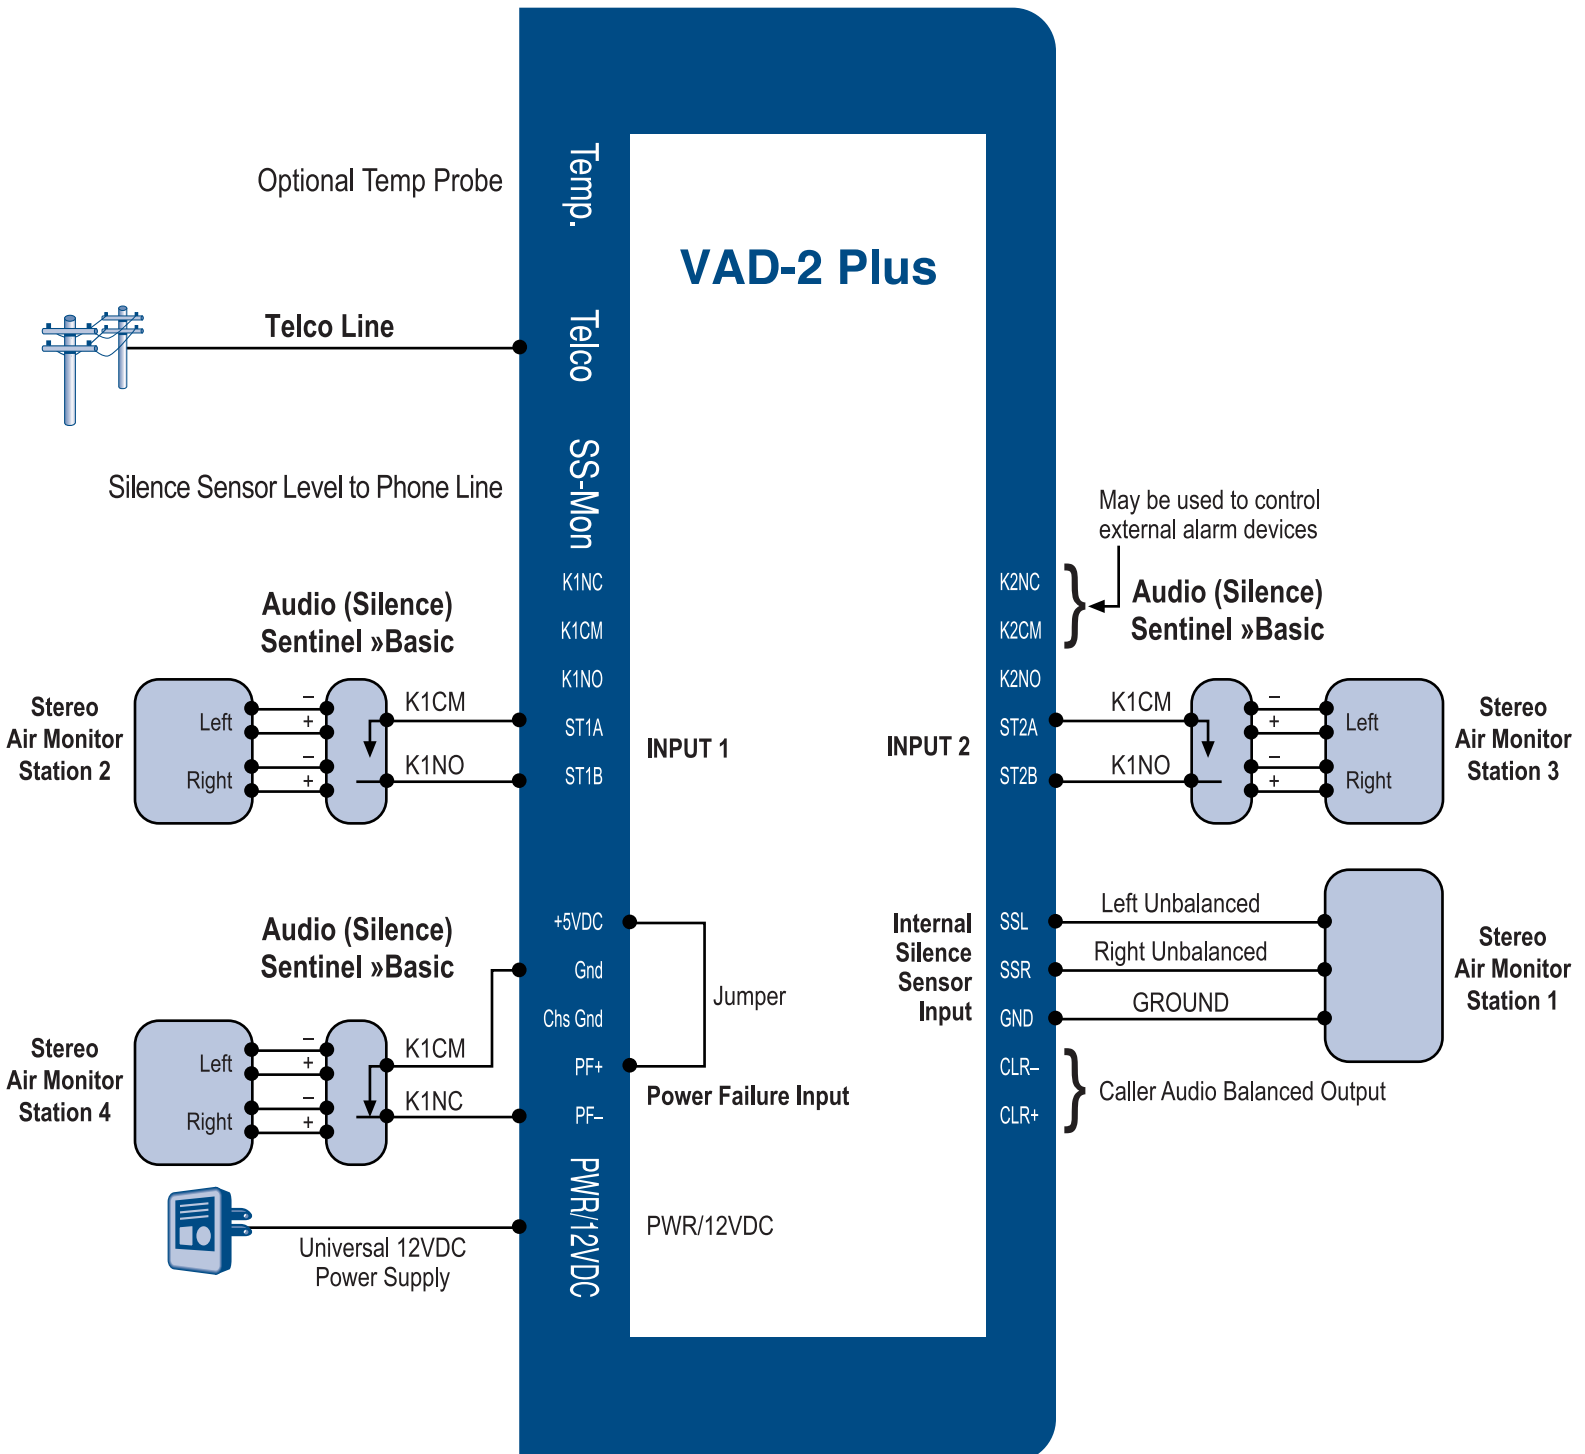 VAD-2 Plus
Optional Temp Probe
Temp.
Telco Line
Telco
Silence Sensor Level to Phone Line
SS-Mon
May be used to control
external alarm devices
K1NC
K1CM
K1NO
ST1A
ST1B
K2NC
K2CM
K2NO
ST2A
ST2B
Audio (Silence)
Sentinel »Basic
Stereo
Air Monitor
Station 2
Left
Right
–
+
–
+
K1CM
K1NO
INPUT 1
INPUT 2
Audio (Silence)
Sentinel »Basic
K1CM
K1NO
–
+
–
+
Left
Right
Stereo
Air Monitor
Station 3
Audio (Silence)
Sentinel »Basic
Stereo
Air Monitor
Station 4
Left
Right
–
+
–
+
K1CM
K1NC
+5VDC
Gnd
Chs Gnd
PF+
PF–
Jumper
Power Failure Input
Internal
Silence
Sensor
Input
SSL
SSR
GND
CLR–
CLR+
Left Unbalanced
Right Unbalanced
GROUND
Stereo
Air Monitor
Station 1
Caller Audio Balanced Output
Universal 12VDC
Power Supply
PWR/12VDC
PWR/12VDC